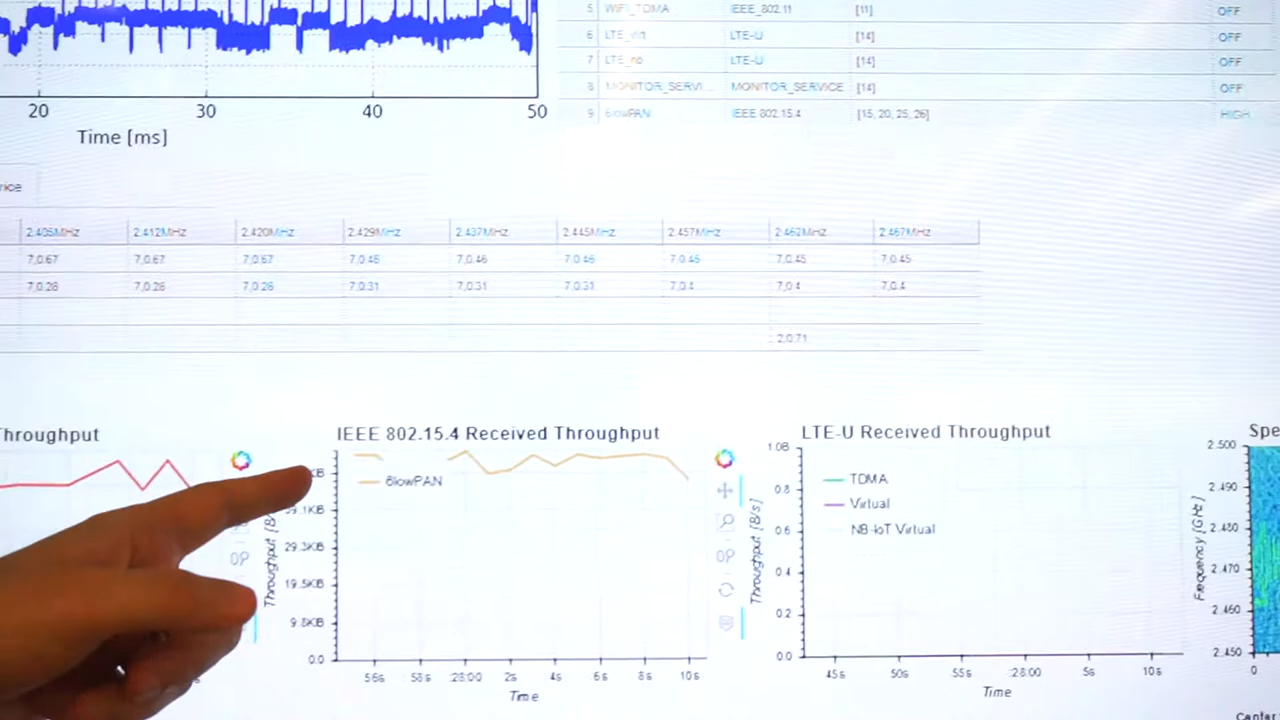 5 WIFI_TDMA IEEE_802.11 [11] OFF
6 LTE_virt LTE-U [14] OFF
7 LTE_no LTE-U [14] OFF
8 MONITOR_SERVI... MONITOR_SERVICE [14] OFF
9 6lowPAN IEEE 802.15.4 [15, 20, 25, 26] HIGH
20 30 40 50
Time [ms]
2.405MHz 2.412MHz 2.420MHz 2.429MHz 2.437MHz 2.445MHz 2.457MHz 2.462MHz 2.467MHz
7,0.67 7,0.67 7,0.67 7,0.46 7,0.46 7,0.46 7,0.45 7,0.45 7,0.45
7,0.28 7,0.28 7,0.28 7,0.31 7,0.31 7,0.31 7,0.4 7,0.4 7,0.4
2,0.71
Throughput
IEEE 802.15.4 Received Throughput
6lowPAN
29.3KB
19.5KB
9.8KB
0.0
Throughput [B/
56s 58s :28:00 2s 4s 6s 8s 10s
Time
LTE-U Received Throughput
1.0B
0.8
0.6
0.4
0.2
0.0
Throughput [B/s]
TDMA
Virtual
NB-IoT Virtual
45s 50s 55s :28:00 5s 10s
Time
Spe
2.500
2.490
2.480
2.470
2.460
2.450
Frequency [GHz]
0